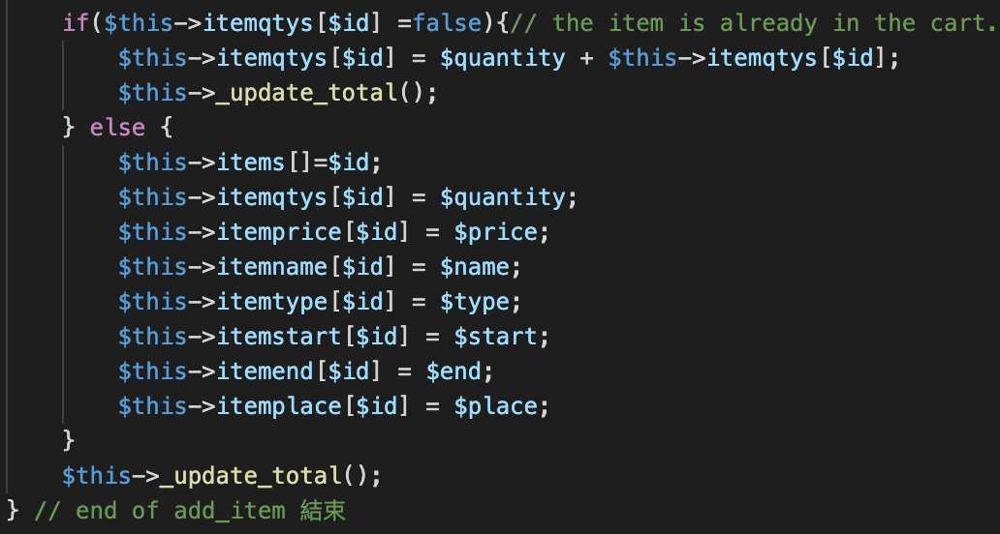 if($this->itemqtys[$id] =false){// the item is already in the cart.
$this->itemqtys[$id] = $quantity + $this->itemqtys[$id];
$this->_update_total();
} else {
$this->items[]=$id;
$this->itemqtys[$id] = $quantity;
$this->itemprice[$id] = $price;
$this->itemname[$id] = $name;
$this->itemtype[$id] = $type;
$this->itemstart[$id] = $start;
$this->itemend[$id] = $end;
$this->itemplace[$id] = $place;
}
$this->_update_total();
} // end of add_item 結束